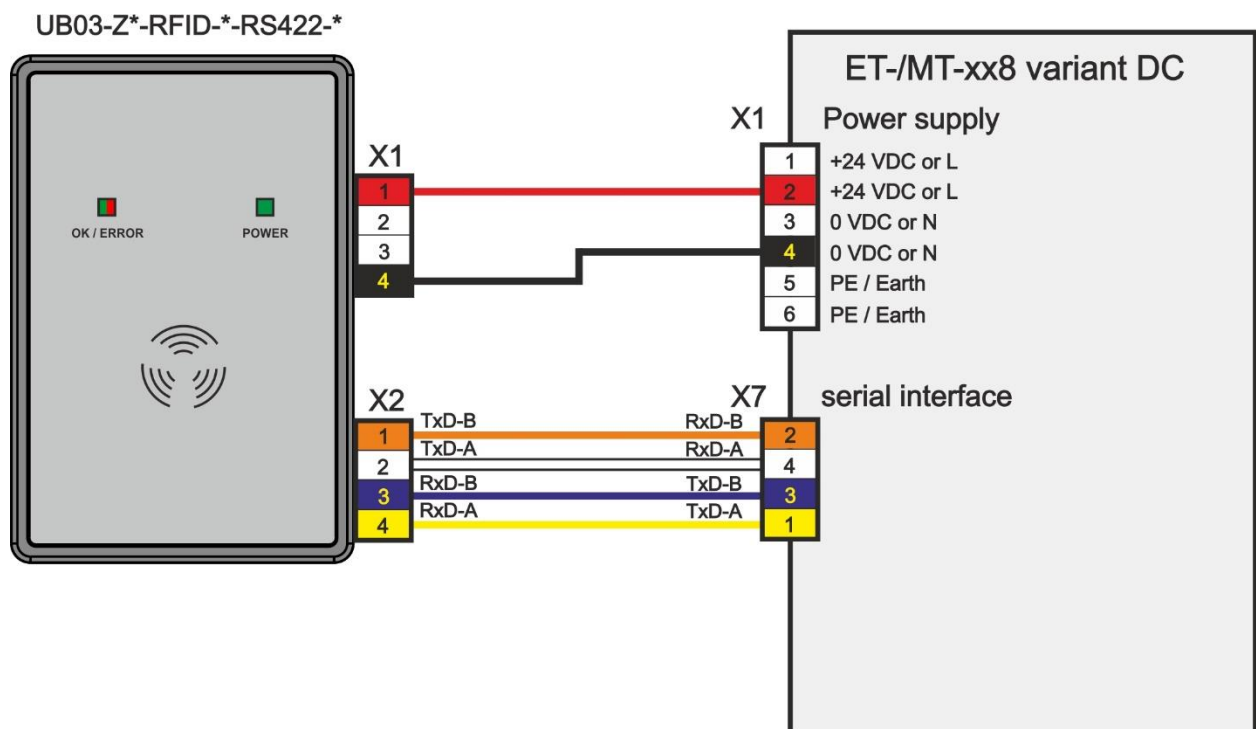 UB03-Z*-RFID-*-RS422-*
ET-/MT-xx8 variant DC
X1
Power supply
X1
1
2
3
4
1 +24 VDC or L
2 +24 VDC or L
3 0 VDC or N
4 0 VDC or N
5 PE / Earth
6 PE / Earth
OK / ERROR
POWER
X2
X7
serial interface
1 TxD-B RxD-B 2
2 TxD-A RxD-A 4
3 RxD-B TxD-B 3
4 RxD-A TxD-A 1